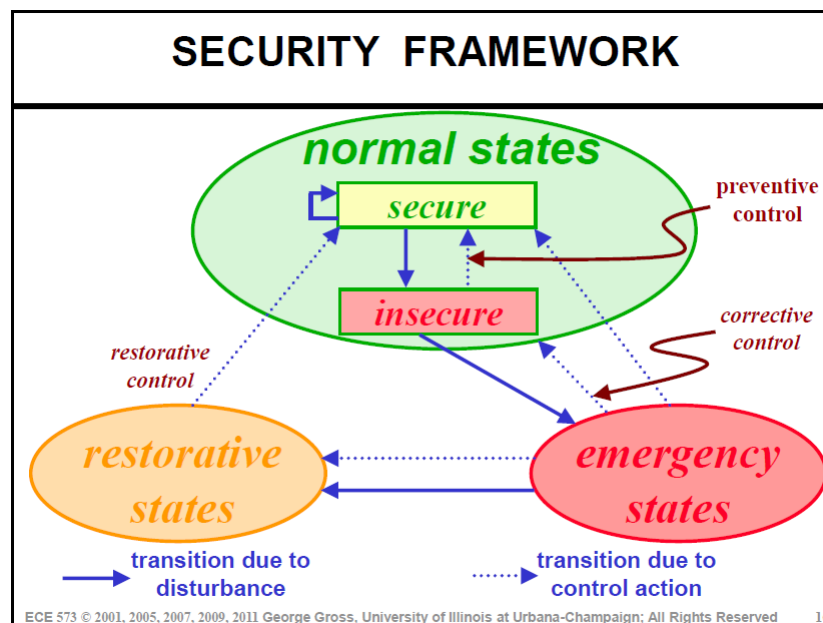 SECURITY FRAMEWORK
normal states
secure
preventive
control
insecure
corrective
control
restorative
control
restorative
states
emergency
states
transition due to
disturbance
transition due to
control action
ECE 573 © 2001, 2005, 2007, 2009, 2011 George Gross, University of Illinois at Urbana-Champaign; All Rights Reserved